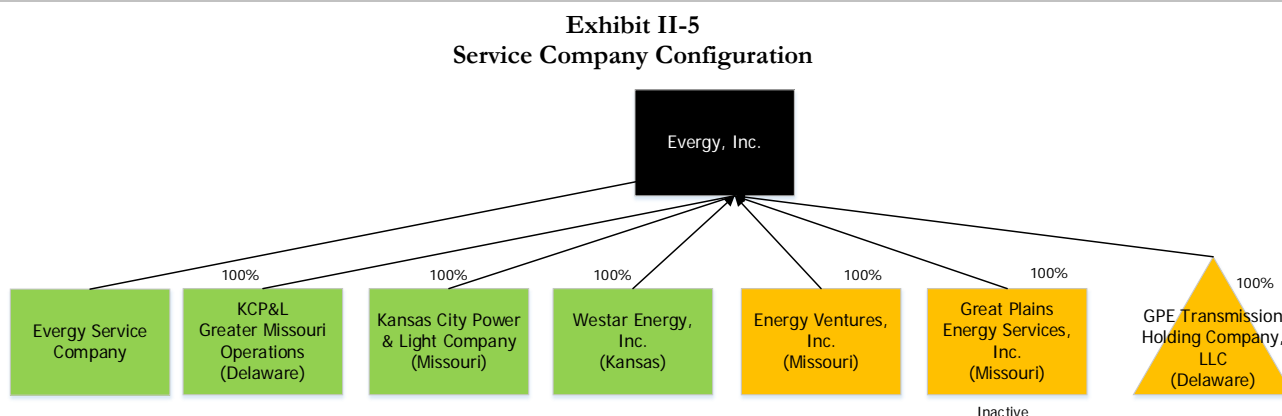 Exhibit II-5
Service Company Configuration
Evergy, Inc.
100%
100%
100%
100%
100%
100%
Evergy Service
Company
KCP&L
Greater Missouri
Operations
(Delaware)
Kansas City Power
& Light Company
(Missouri)
Westar Energy,
Inc.
(Kansas)
Energy Ventures,
Inc.
(Missouri)
Great Plains
Energy Services,
Inc.
(Missouri)
GPE Transmission
Holding Company,
LLC
(Delaware)
Inactive